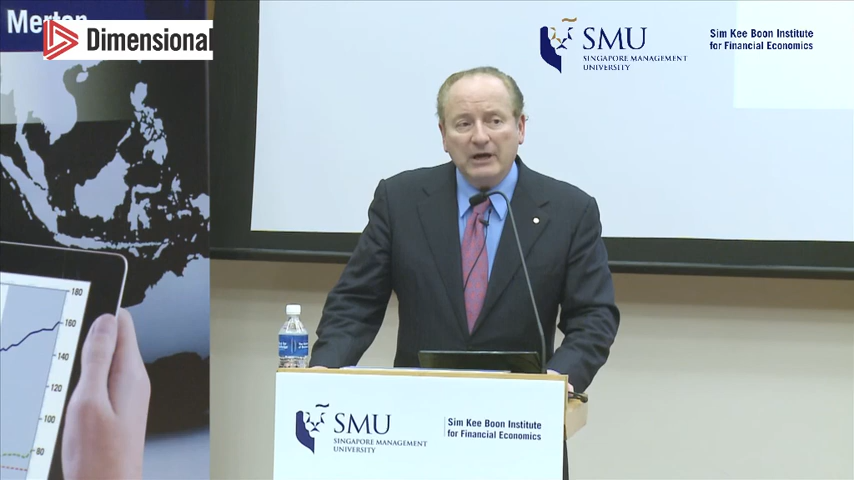 Merton
Dimensional
SMU
SINGAPORE MANAGEMENT
UNIVERSITY
Sim Kee Boon Institute
for Financial Economics
180
160
140
120
100
80
SMU
SINGAPORE MANAGEMENT
UNIVERSITY
Sim Kee Boon Institute
for Financial Economics